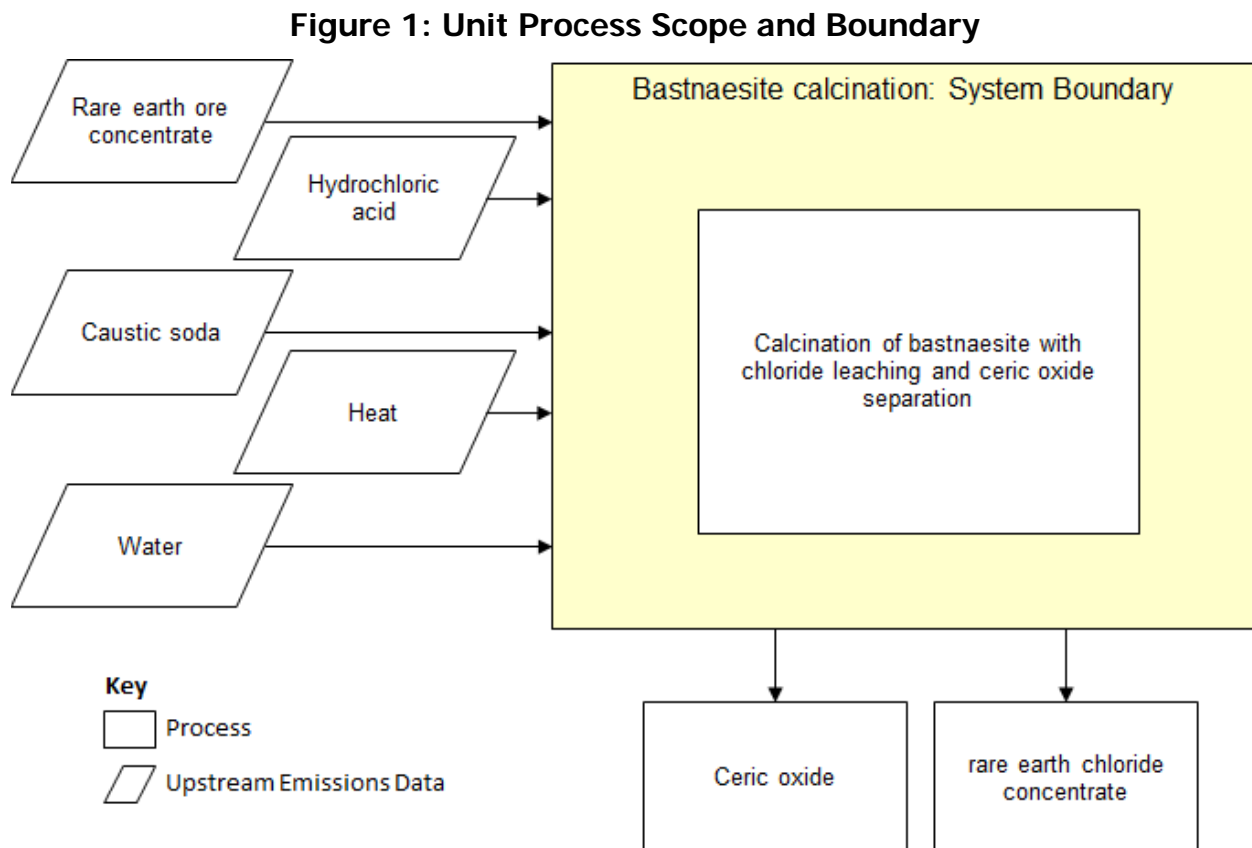 Figure 1: Unit Process Scope and Boundary
Bastnaesite calcination: System Boundary
Rare earth ore
concentrate
Hydrochloric
acid
Caustic soda
Heat
Water
Calcination of bastnaesite with
chloride leaching and ceric oxide
separation
Key
Process
Upstream Emissions Data
Ceric oxide
rare earth chloride
concentrate